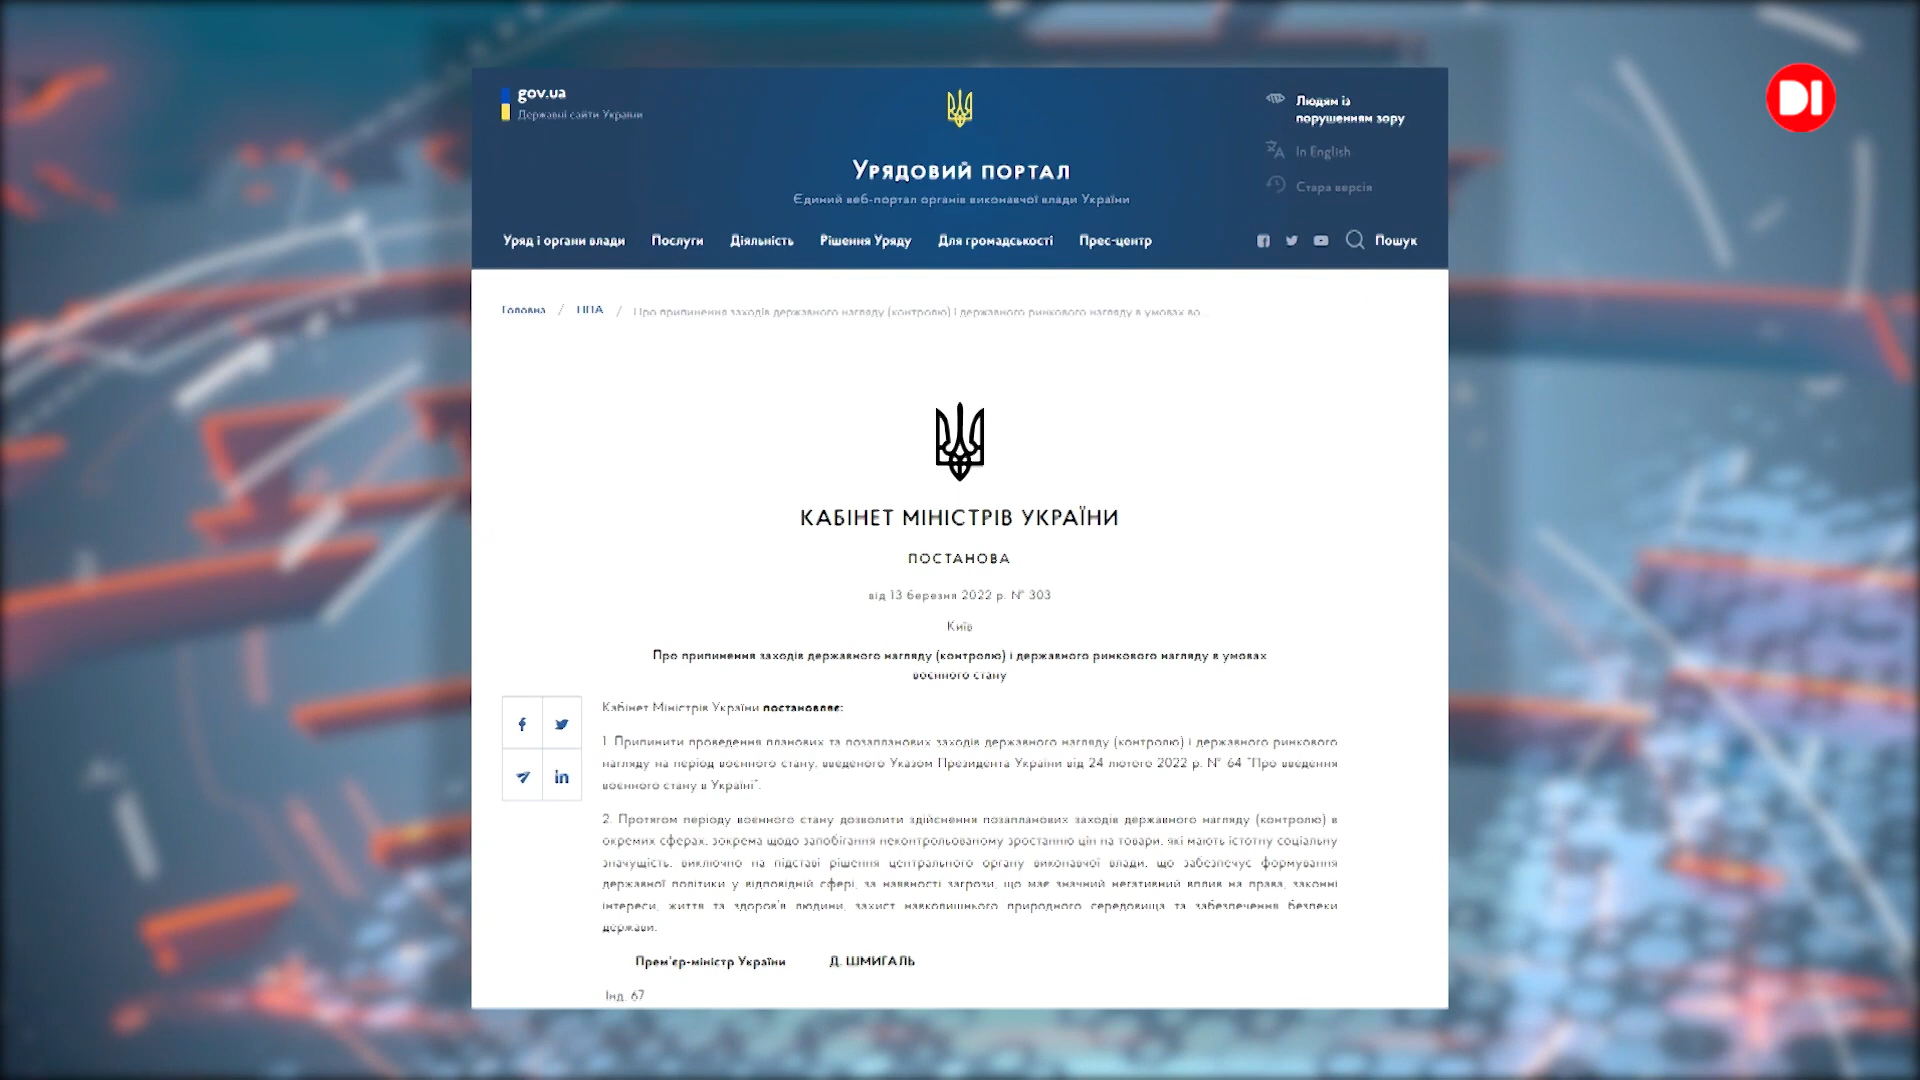 gov.ua
Державні сайти України
Людям із
порушенням зору
In English
Стара версія
Урядовий портал
Єдиний веб-портал органів виконавчої влади України
Уряд і органи влади Послуги Діяльність Рішення Уряду Для громадськості Прес-центр Пошук
DI
Головна / НПА / Про припинення заходів державного нагляду (контролю) і державного ринкового нагляду в умовах во...
КАБІНЕТ МІНІСТРІВ УКРАЇНИ
ПОСТАНОВА
від 13 березня 2022 р. № 303
Київ
Про припинення заходів державного нагляду (контролю) і державного ринкового нагляду в умовах
воєнного стану
Кабінет Міністрів України постановляє:
1. Припинити проведення планових та позапланових заходів державного нагляду (контролю) і державного ринкового
нагляду на період воєнного стану, введеного Указом Президента України від 24 лютого 2022 р. № 64 "Про введення
воєнного стану в Україні".
2. Протягом періоду воєнного стану дозволити здійснення позапланових заходів державного нагляду (контролю) в
окремих сферах, зокрема щодо запобігання неконтрольованому зростанню цін на товари, які мають істотну соціальну
значущість, виключно на підставі рішення центрального органу виконавчої влади, що забезпечує формування
державної політики у відповідній сфері, за наявності загрози, що має значний негативний вплив на права, законні
інтереси, життя та здоров'я людини, захист навколишнього природного середовища та забезпечення безпеки
держави.
Прем'єр-міністр України Д. ШМИГАЛЬ
Інд. 67